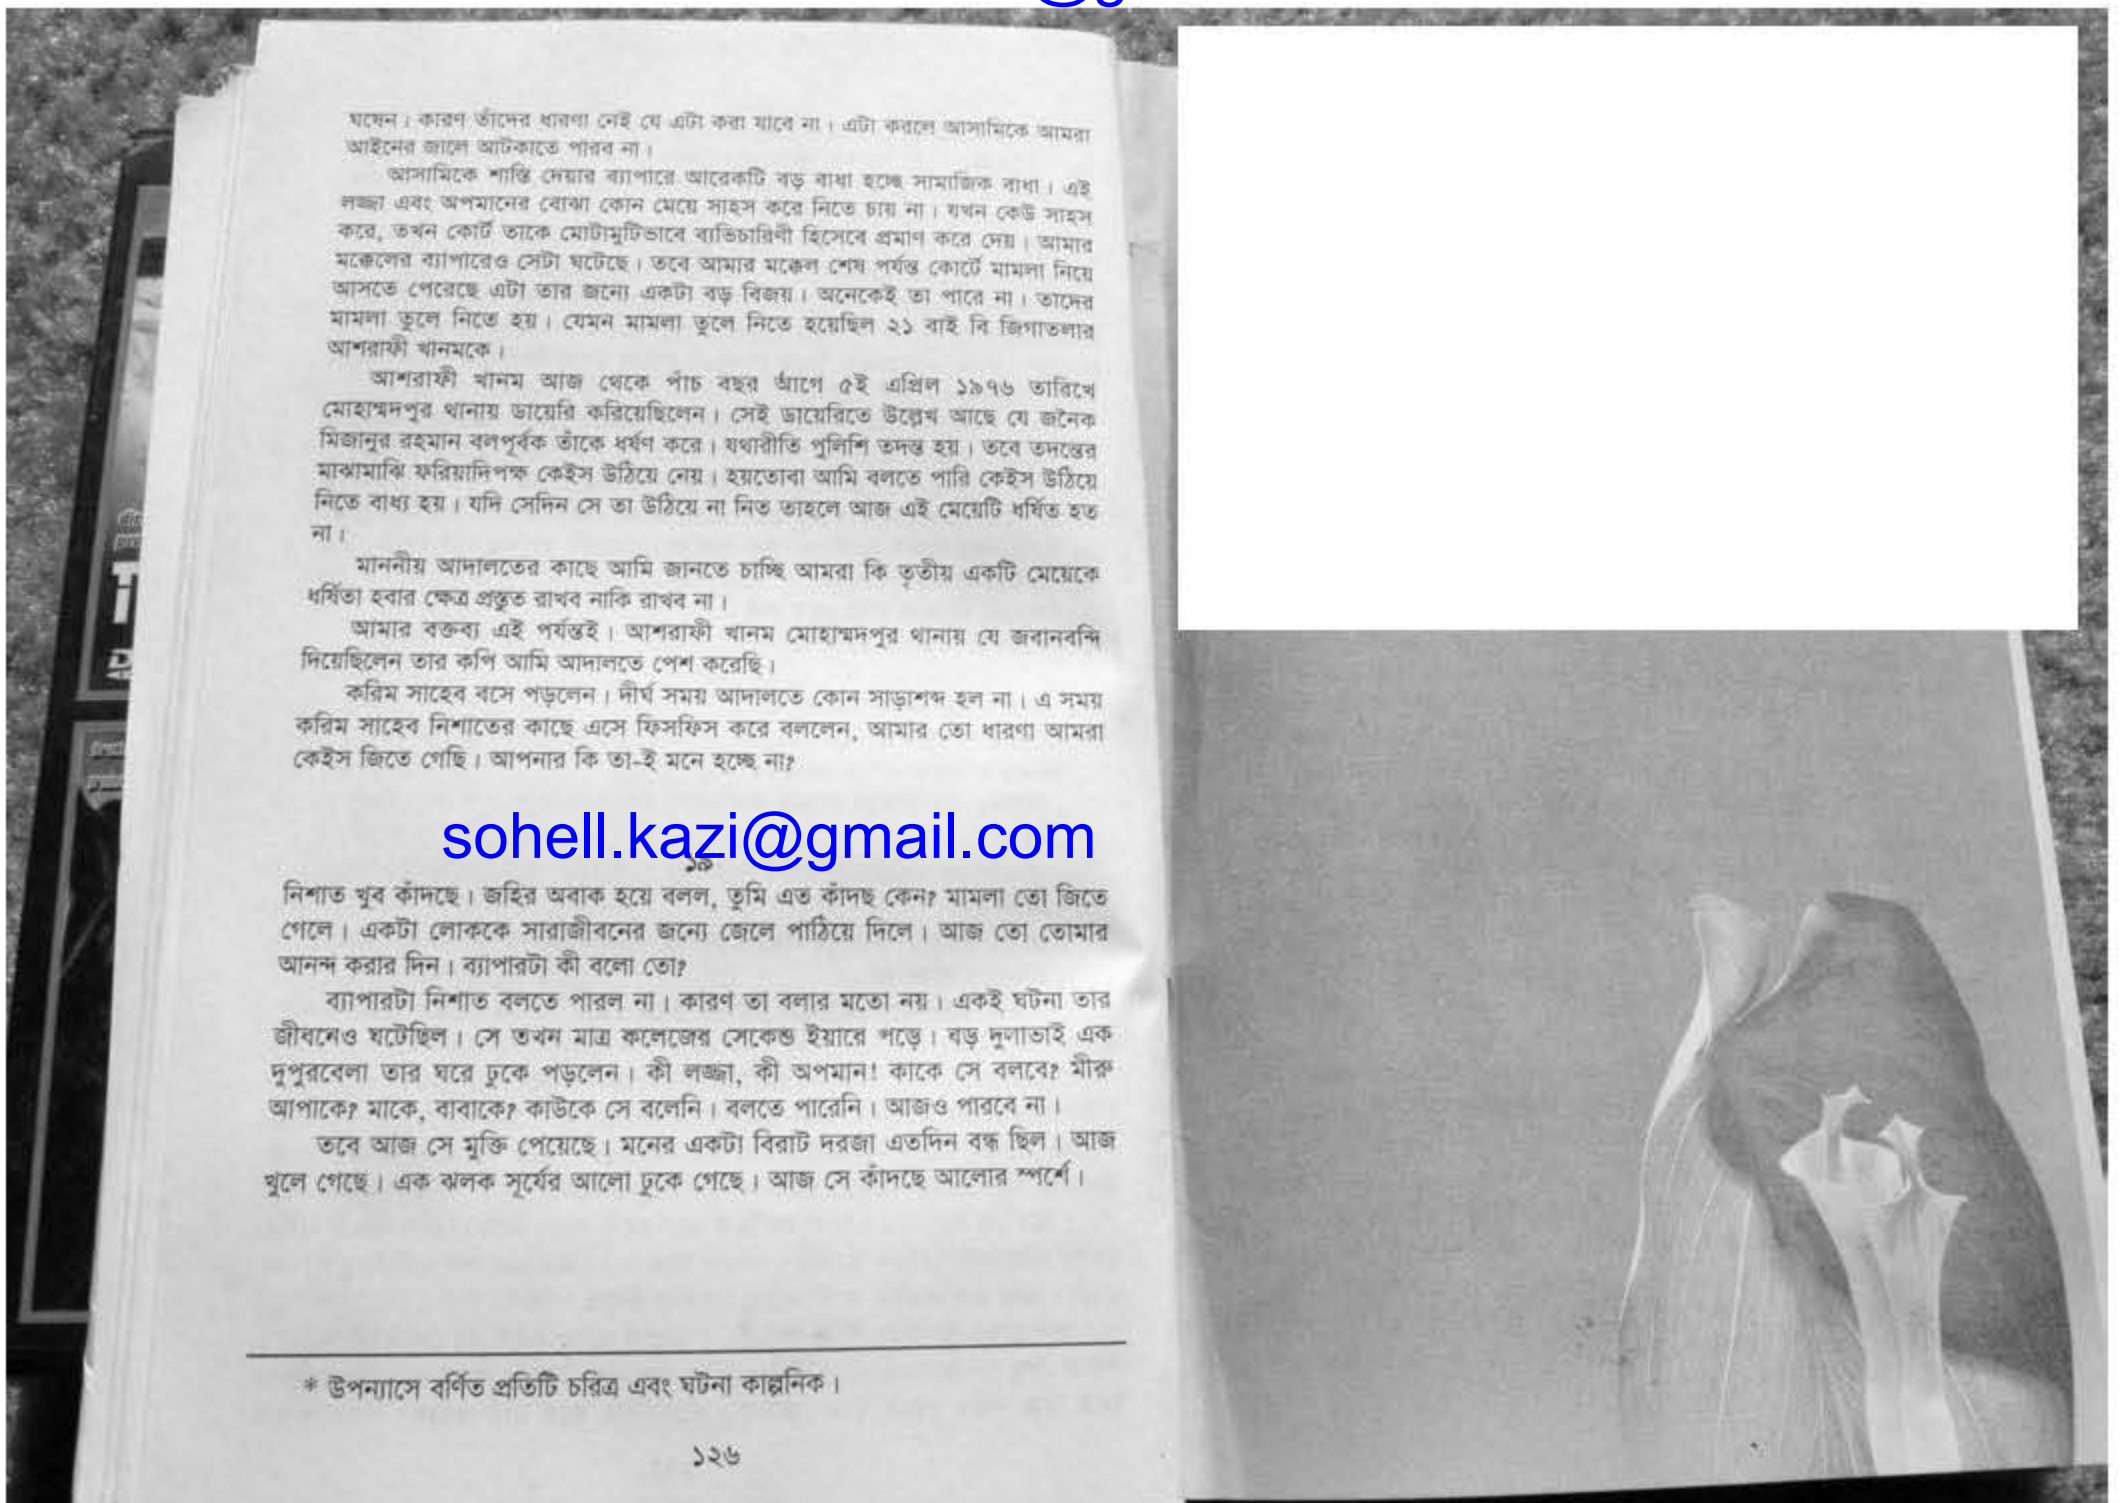 ঘষেন। কারণ তাঁদের ধারণা নেই যে এটা করা যাবে না। এটা করলে আসামিকে আমরা
আইনের জালে আটকাতে পারব না।
আসামিকে শাস্তি দেয়ার ব্যাপারে আরেকটি বড় বাধা হচ্ছে সামাজিক বাধা। এই
লজ্জা এবং অপমানের বোঝা কোন মেয়ে সাহস করে নিতে চায় না। যখন কেউ সাহস
করে, তখন কোর্ট তাকে মোটামুটিভাবে ব্যভিচারিণী হিসেবে প্রমাণ করে দেয়। আমার
মক্কেলের ব্যাপারেও সেটা ঘটেছে। তবে আমার মক্কেল শেষ পর্যন্ত কোর্টে মামলা নিয়ে
আসতে পেরেছে এটা তার জন্যে একটা বড় বিজয়। অনেকেই তা পারে না। তাদের
মামলা তুলে নিতে হয়। যেমন মামলা তুলে নিতে হয়েছিল ২১ বাই বি জিগাতলার
আশরাফী খানমকে।
আশরাফী খানম আজ থেকে পাঁচ বছর আগে ৫ই এপ্রিল ১৯৭৬ তারিখে
মোহাম্মদপুর থানায় ডায়েরি করিয়েছিলেন। সেই ডায়েরিতে উল্লেখ আছে যে জনৈক
মিজানুর রহমান বলপূর্বক তাঁকে ধর্ষণ করে। যথারীতি পুলিশি তদন্ত হয়। তবে তদন্তের
মাঝামাঝি ফরিয়াদিপক্ষ কেইস উঠিয়ে নেয়। হয়তোবা আমি বলতে পারি কেইস উঠিয়ে
নিতে বাধ্য হয়। যদি সেদিন সে তা উঠিয়ে না নিত তাহলে আজ এই মেয়েটি ধর্ষিত হত
না।
মাননীয় আদালতের কাছে আমি জানতে চাচ্ছি আমরা কি তৃতীয় একটি মেয়েকে
ধর্ষিতা হবার ক্ষেত্র প্রস্তুত রাখব নাকি রাখব না।
আমার বক্তব্য এই পর্যন্তই। আশরাফী খানম মোহাম্মদপুর থানায় যে জবানবন্দি
দিয়েছিলেন তার কপি আমি আদালতে পেশ করেছি।
করিম সাহেব বসে পড়লেন। দীর্ঘ সময় আদালতে কোন সাড়াশব্দ হল না। এ সময়
করিম সাহেব নিশাতের কাছে এসে ফিসফিস করে বললেন, আমার তো ধারণা আমরা
কেইস জিতে গেছি। আপনার কি তা-ই মনে হচ্ছে না?
sohell.kazi@gmail.com
১৯
নিশাত খুব কাঁদছে। জহির অবাক হয়ে বলল, তুমি এত কাঁদছ কেন? মামলা তো জিতে
গেলে। একটা লোককে সারাজীবনের জন্যে জেলে পাঠিয়ে দিলে। আজ তো তোমার
আনন্দ করার দিন। ব্যাপারটা কী বলো তো?
ব্যাপারটা নিশাত বলতে পারল না। কারণ তা বলার মতো নয়। একই ঘটনা তার
জীবনেও ঘটেছিল। সে তখন মাত্র কলেজের সেকেন্ড ইয়ারে পড়ে। বড় দুলাভাই এক
দুপুরবেলা তার ঘরে ঢুকে পড়লেন। কী লজ্জা, কী অপমান! কাকে সে বলবে? মীরু
আপাকে? মাকে, বাবাকে? কাউকে সে বলেনি। বলতে পারেনি। আজও পারবে না।
তবে আজ সে মুক্তি পেয়েছে। মনের একটা বিরাট দরজা এতদিন বন্ধ ছিল। আজ
খুলে গেছে। এক ঝলক সূর্যের আলো ঢুকে গেছে। আজ সে কাঁদছে আলোর স্পর্শে।
* উপন্যাসে বর্ণিত প্রতিটি চরিত্র এবং ঘটনা কাল্পনিক।
১২৬